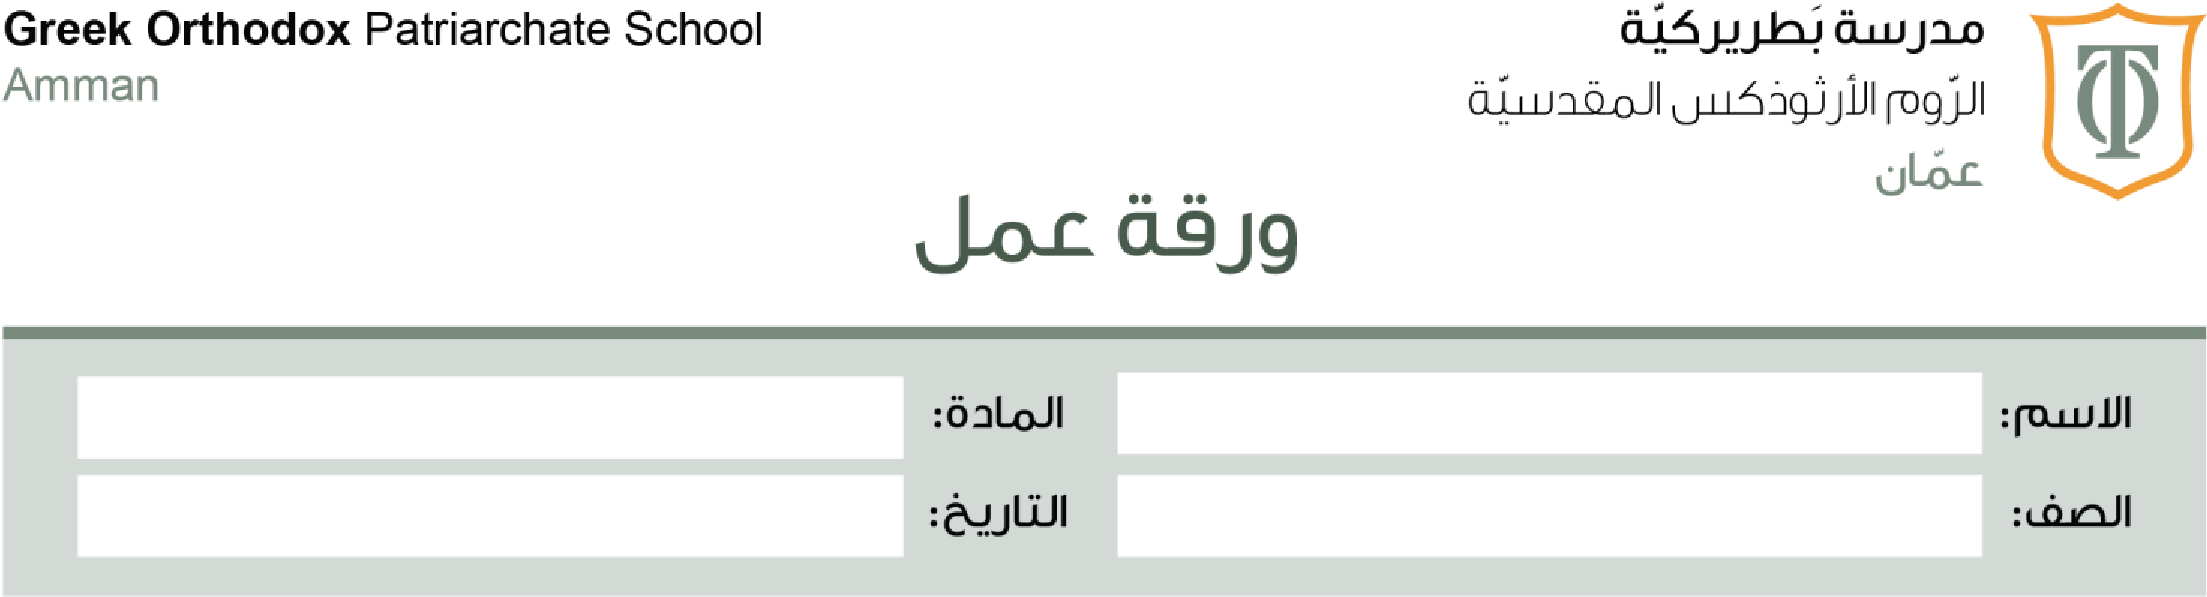 Greek Orthodox Patriarchate School
Amman
مدرسة بَطريركيّة
الرّوم الأرثوذكس المقدسيّة
عمّان
ورقة عمل
الاسم:
المادة:
الصف:
التاريخ: